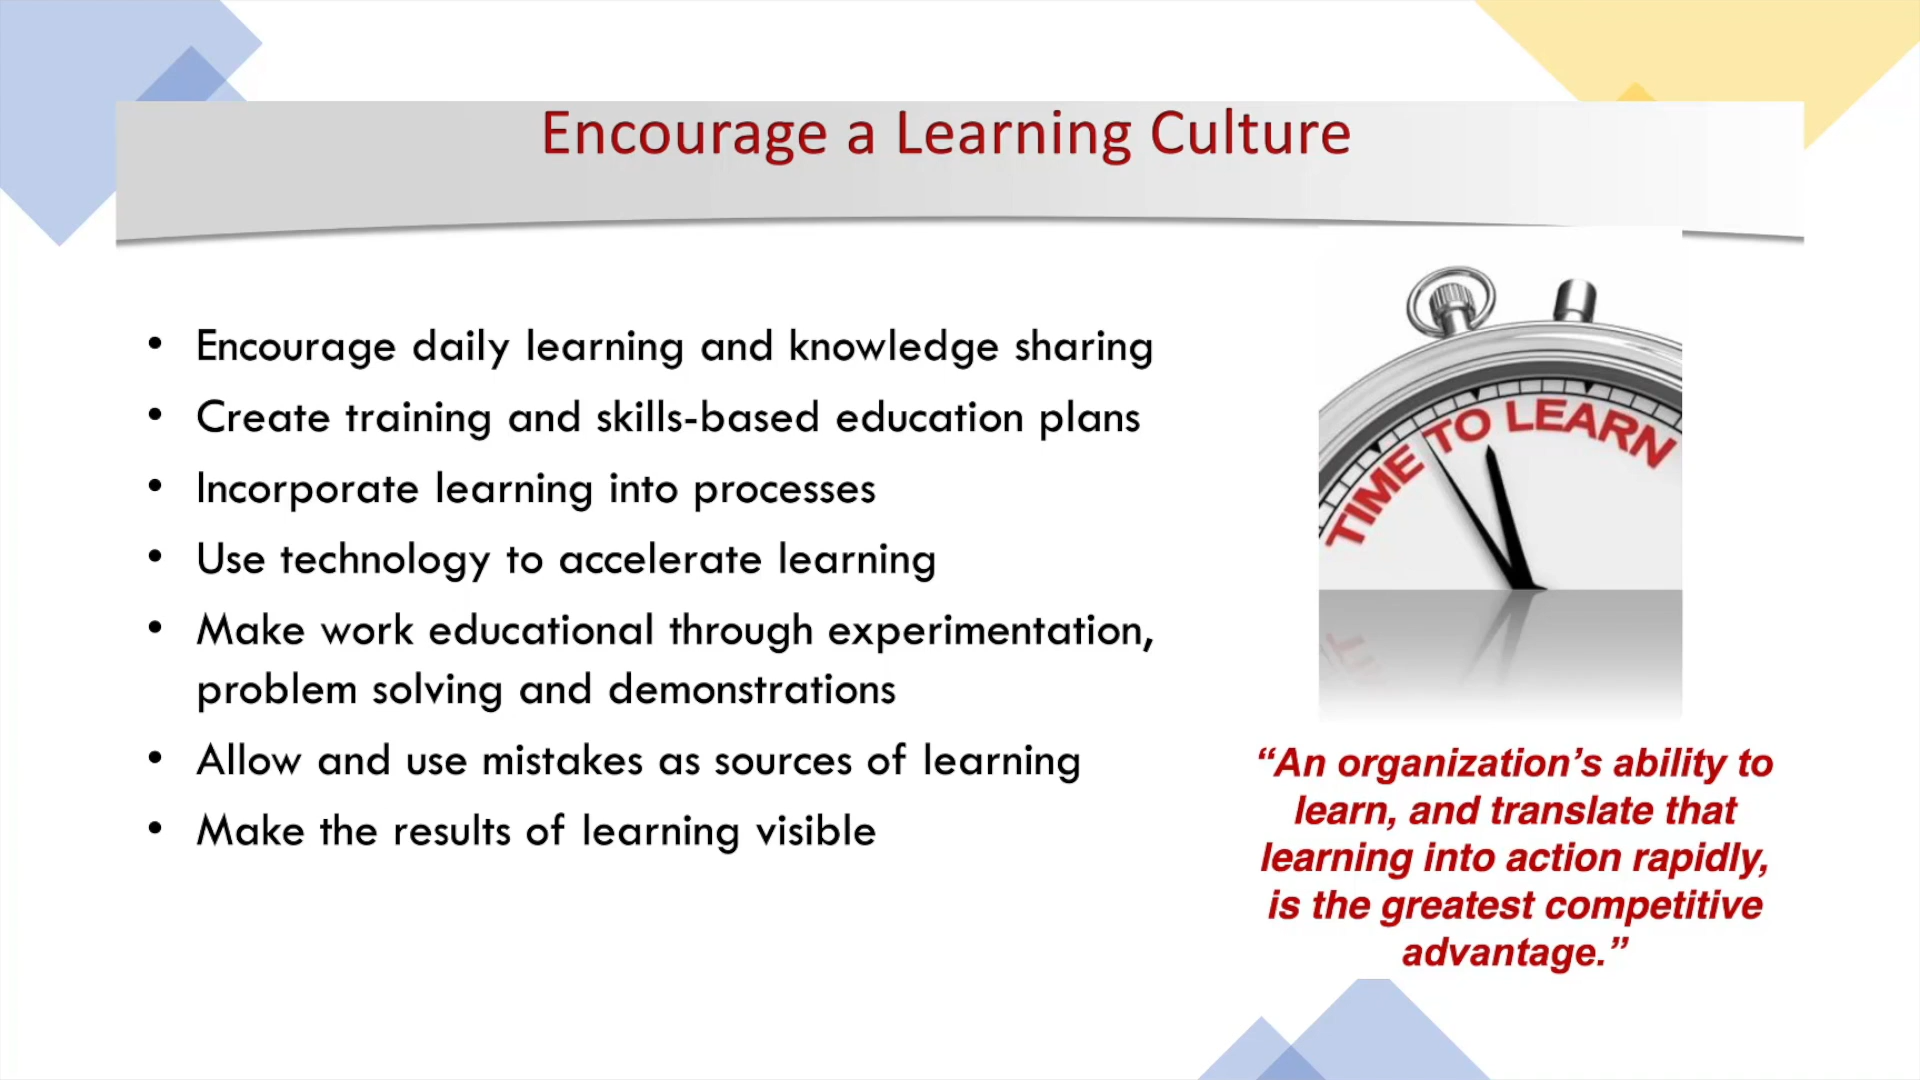 Encourage a Learning Culture
• Encourage daily learning and knowledge sharing
• Create training and skills-based education plans
• Incorporate learning into processes
• Use technology to accelerate learning
• Make work educational through experimentation,
problem solving and demonstrations
• Allow and use mistakes as sources of learning
• Make the results of learning visible
TIME TO LEARN
“An organization’s ability to
learn, and translate that
learning into action rapidly,
is the greatest competitive
advantage.”